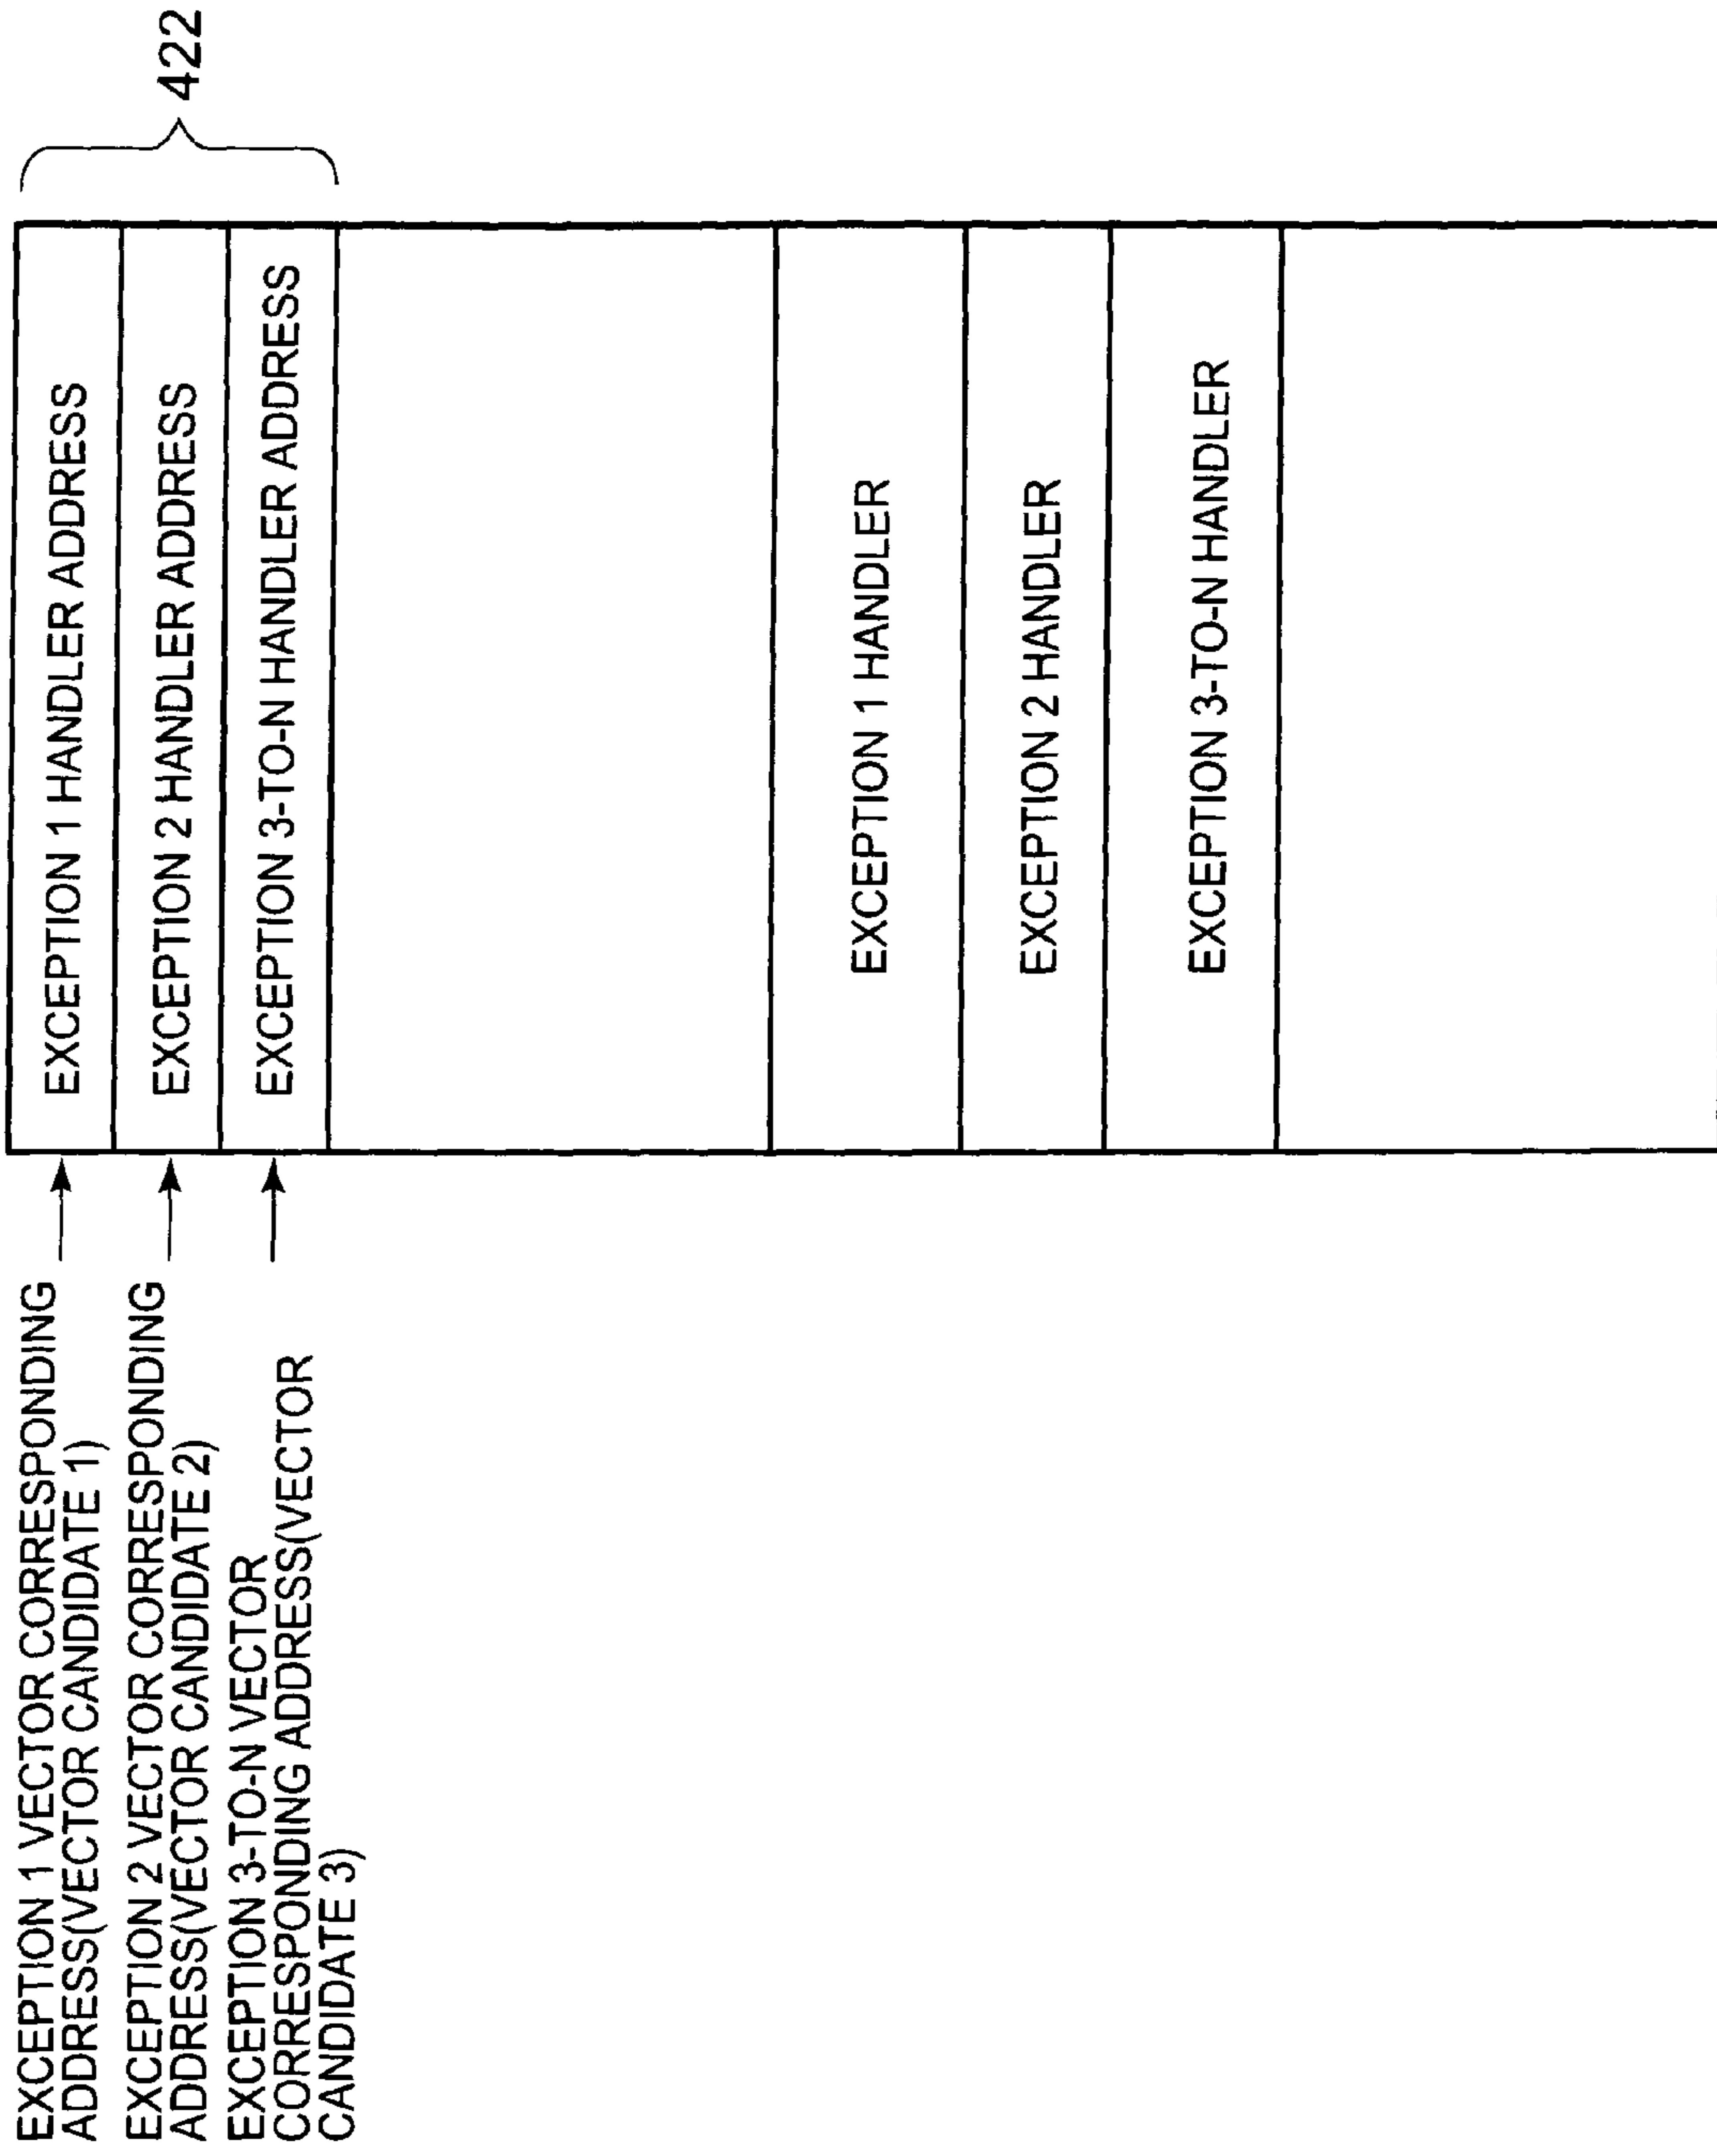 EXCEPTION 1 VECTOR CORRESPONDING
ADDRESS(VECTOR CANDIDATE 1)
EXCEPTION 2 VECTOR CORRESPONDING
ADDRESS(VECTOR CANDIDATE 2)
EXCEPTION 3-TO-N VECTOR
CORRESPONDING ADDRESS(VECTOR
CANDIDATE 3)
EXCEPTION 1 HANDLER ADDRESS
EXCEPTION 2 HANDLER ADDRESS
EXCEPTION 3-TO-N HANDLER ADDRESS
422
EXCEPTION 1 HANDLER
EXCEPTION 2 HANDLER
EXCEPTION 3-TO-N HANDLER